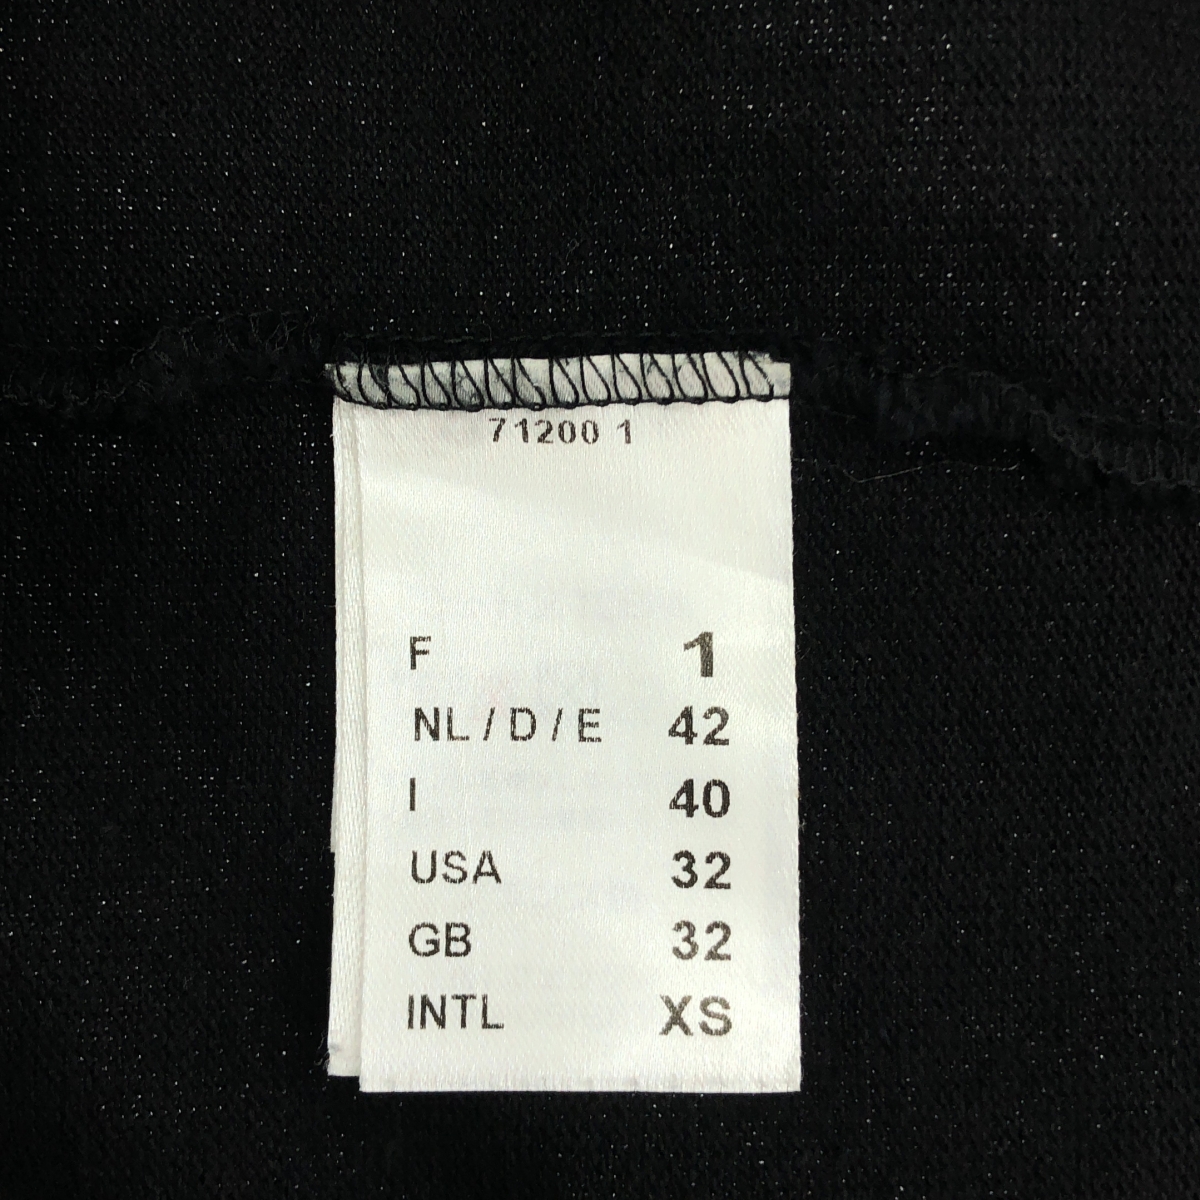 71200 1
F 1
NL / D / E 42
I 40
USA 32
GB 32
INTL XS